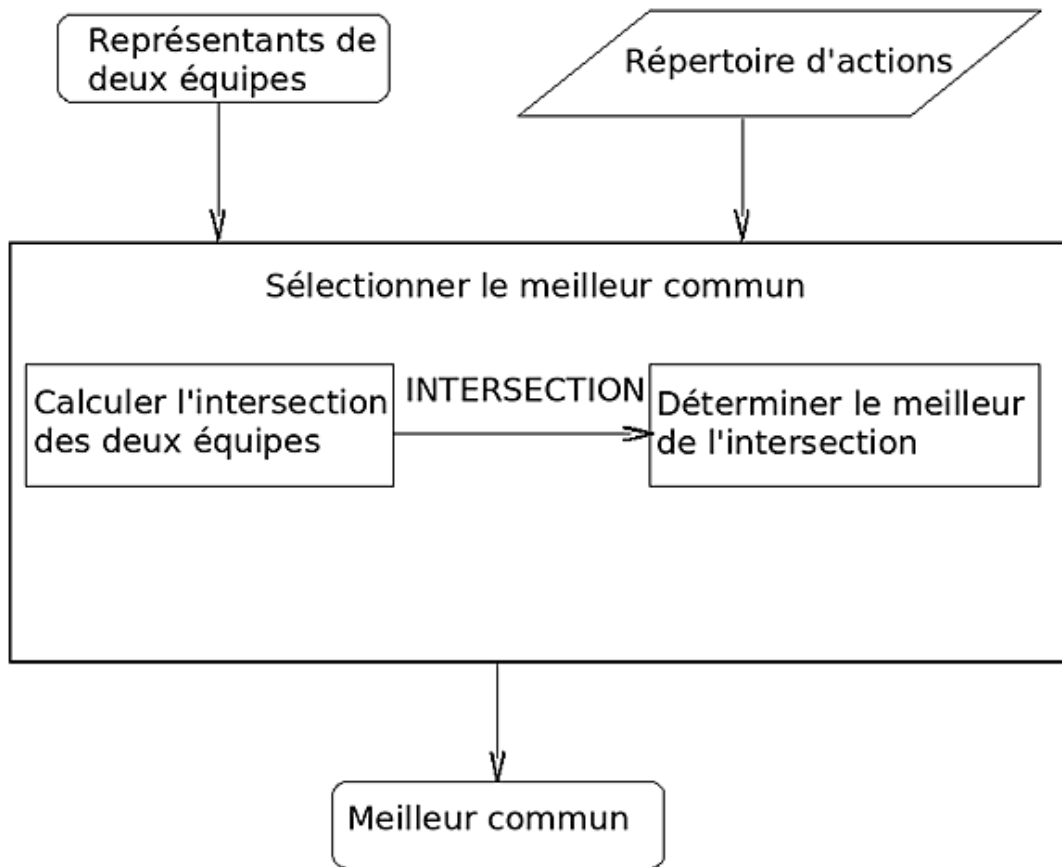 Représentants de
deux équipes
Répertoire d'actions
Sélectionner le meilleur commun
Calculer l'intersection
des deux équipes
INTERSECTION
Déterminer le meilleur
de l'intersection
Meilleur commun